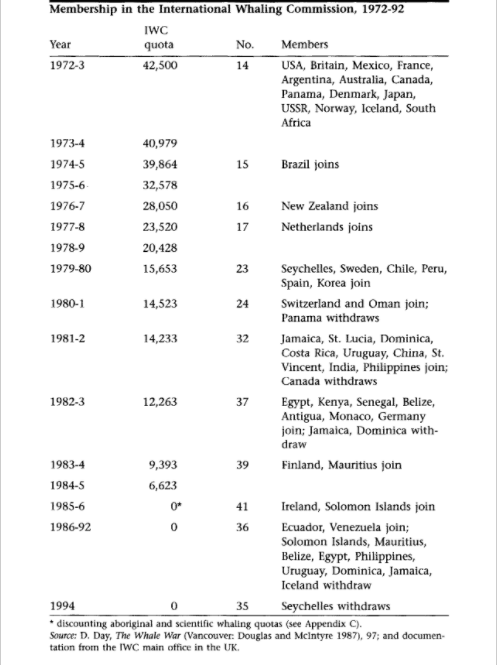 Membership in the International Whaling Commission, 1972-92
IWC
Year quota No. Members
1972-3 42,500 14 USA, Britain, Mexico, France,
Argentina, Australia, Canada,
Panama, Denmark, Japan,
USSR, Norway, Iceland, South
Africa
1973-4 40,979
1974-5 39,864 15 Brazil joins
1975-6 32,578
1976-7 28,050 16 New Zealand joins
1977-8 23,520 17 Netherlands joins
1978-9 20,428
1979-80 15,653 23 Seychelles, Sweden, Chile, Peru,
Spain, Korea join
1980-1 14,523 24 Switzerland and Oman join;
Panama withdraws
1981-2 14,233 32 Jamaica, St. Lucia, Dominica,
Costa Rica, Uruguay, China, St.
Vincent, India, Philippines join;
Canada withdraws
1982-3 12,263 37 Egypt, Kenya, Senegal, Belize,
Antigua, Monaco, Germany
join; Jamaica, Dominica with-
draw
1983-4 9,393 39 Finland, Mauritius join
1984-5 6,623
1985-6 0* 41 Ireland, Solomon Islands join
1986-92 0 36 Ecuador, Venezuela join;
Solomon Islands, Mauritius,
Belize, Egypt, Philippines,
Uruguay, Dominica, Jamaica,
Iceland withdraw
1994 0 35 Seychelles withdraws
* discounting aboriginal and scientific whaling quotas (see Appendix C).
Source: D. Day, The Whale War (Vancouver: Douglas and McIntyre 1987), 97; and documen-
tation from the IWC main office in the UK.